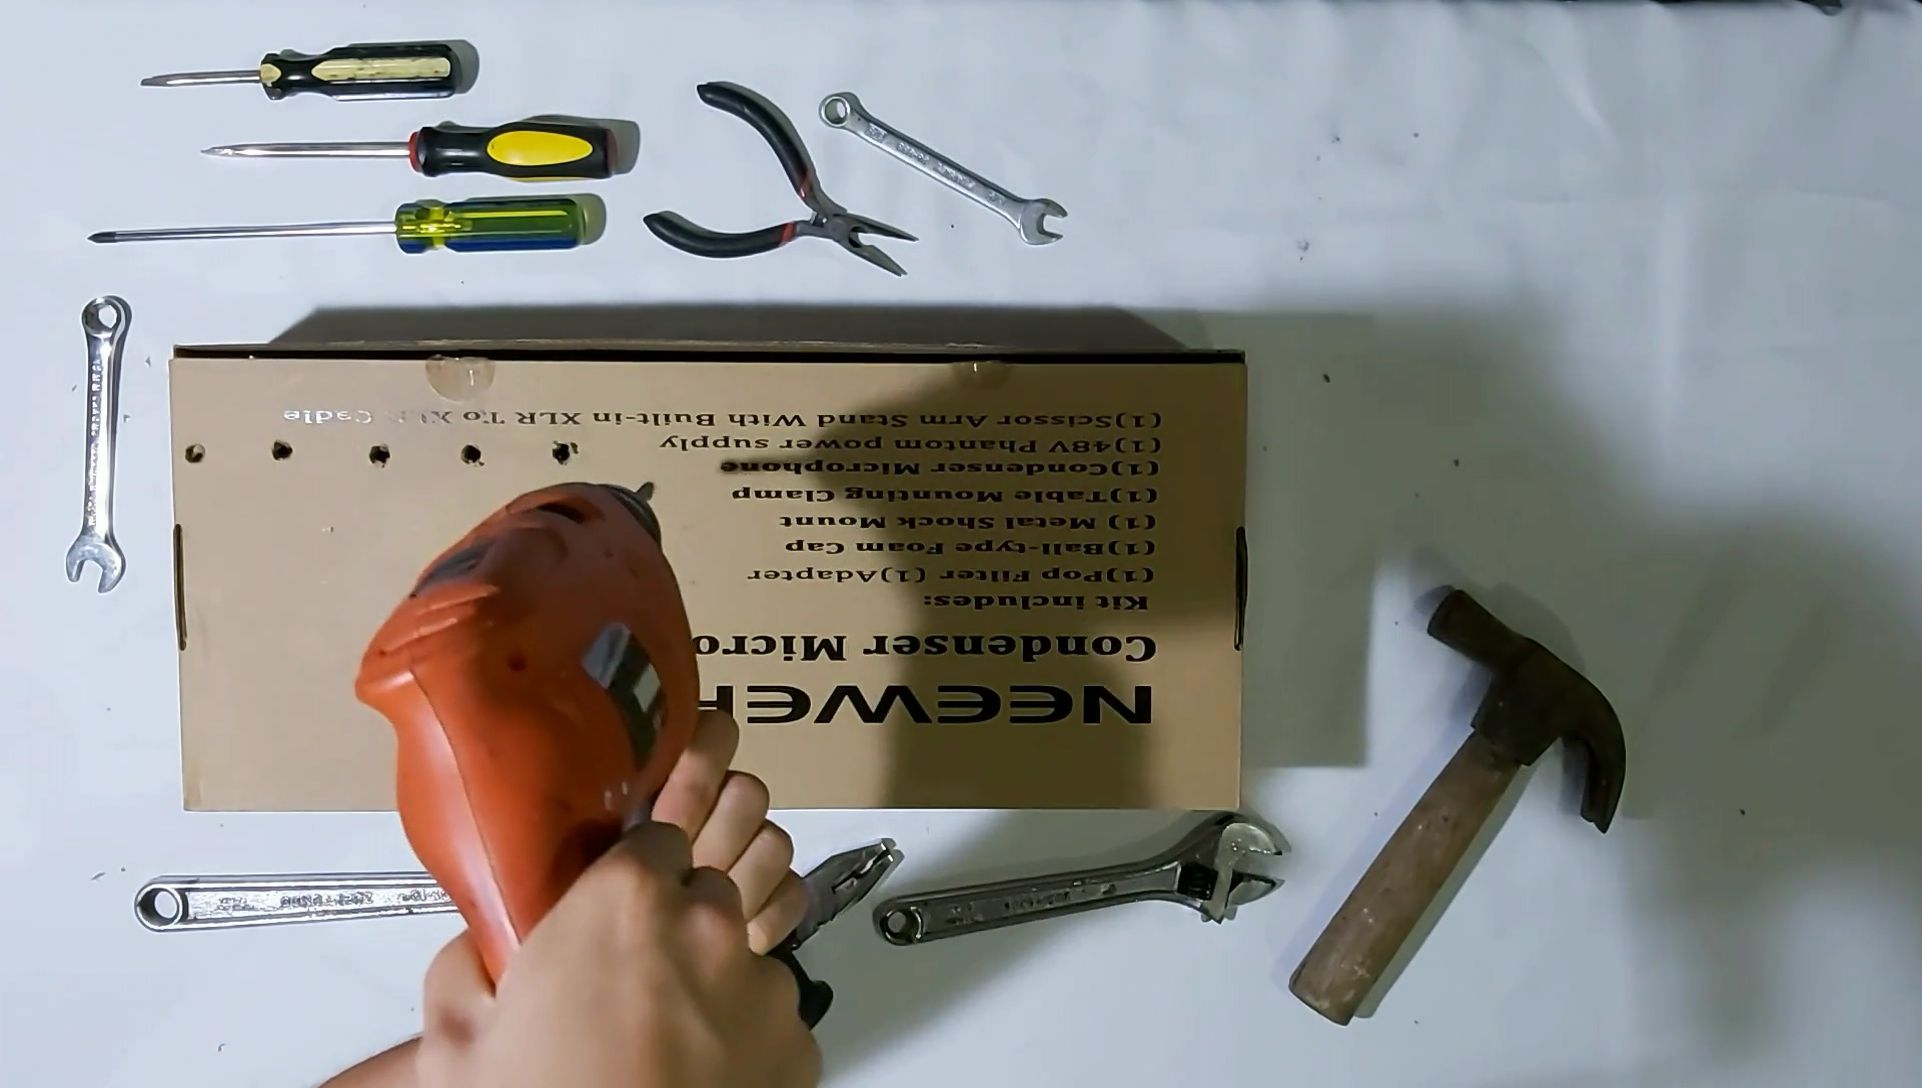 NEEWER
Condenser Micro
Kit includes:
(1)Pop Filter (1)Adapter
(1)Ball-type Foam Cap
(1) Metal Shock Mount
(1)Table Mounting Clamp
(1)Condenser Microphone
(1)48V Phantom power supply
(1)Scissor Arm Stand With Built-in XLR To XLR Cable